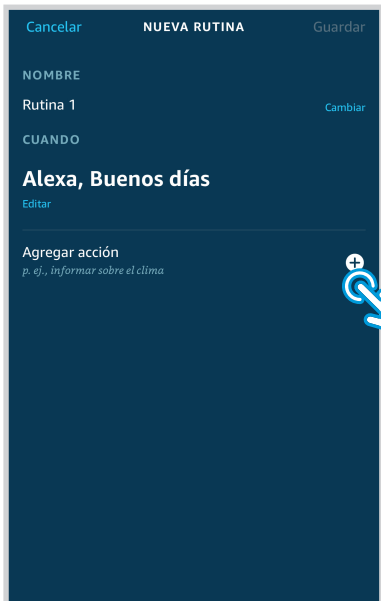 Cancelar NUEVA RUTINA Guardar
NOMBRE
Rutina 1 Cambiar
CUANDO
Alexa, Buenos días
Editar
Agregar acción
p. ej., informar sobre el clima